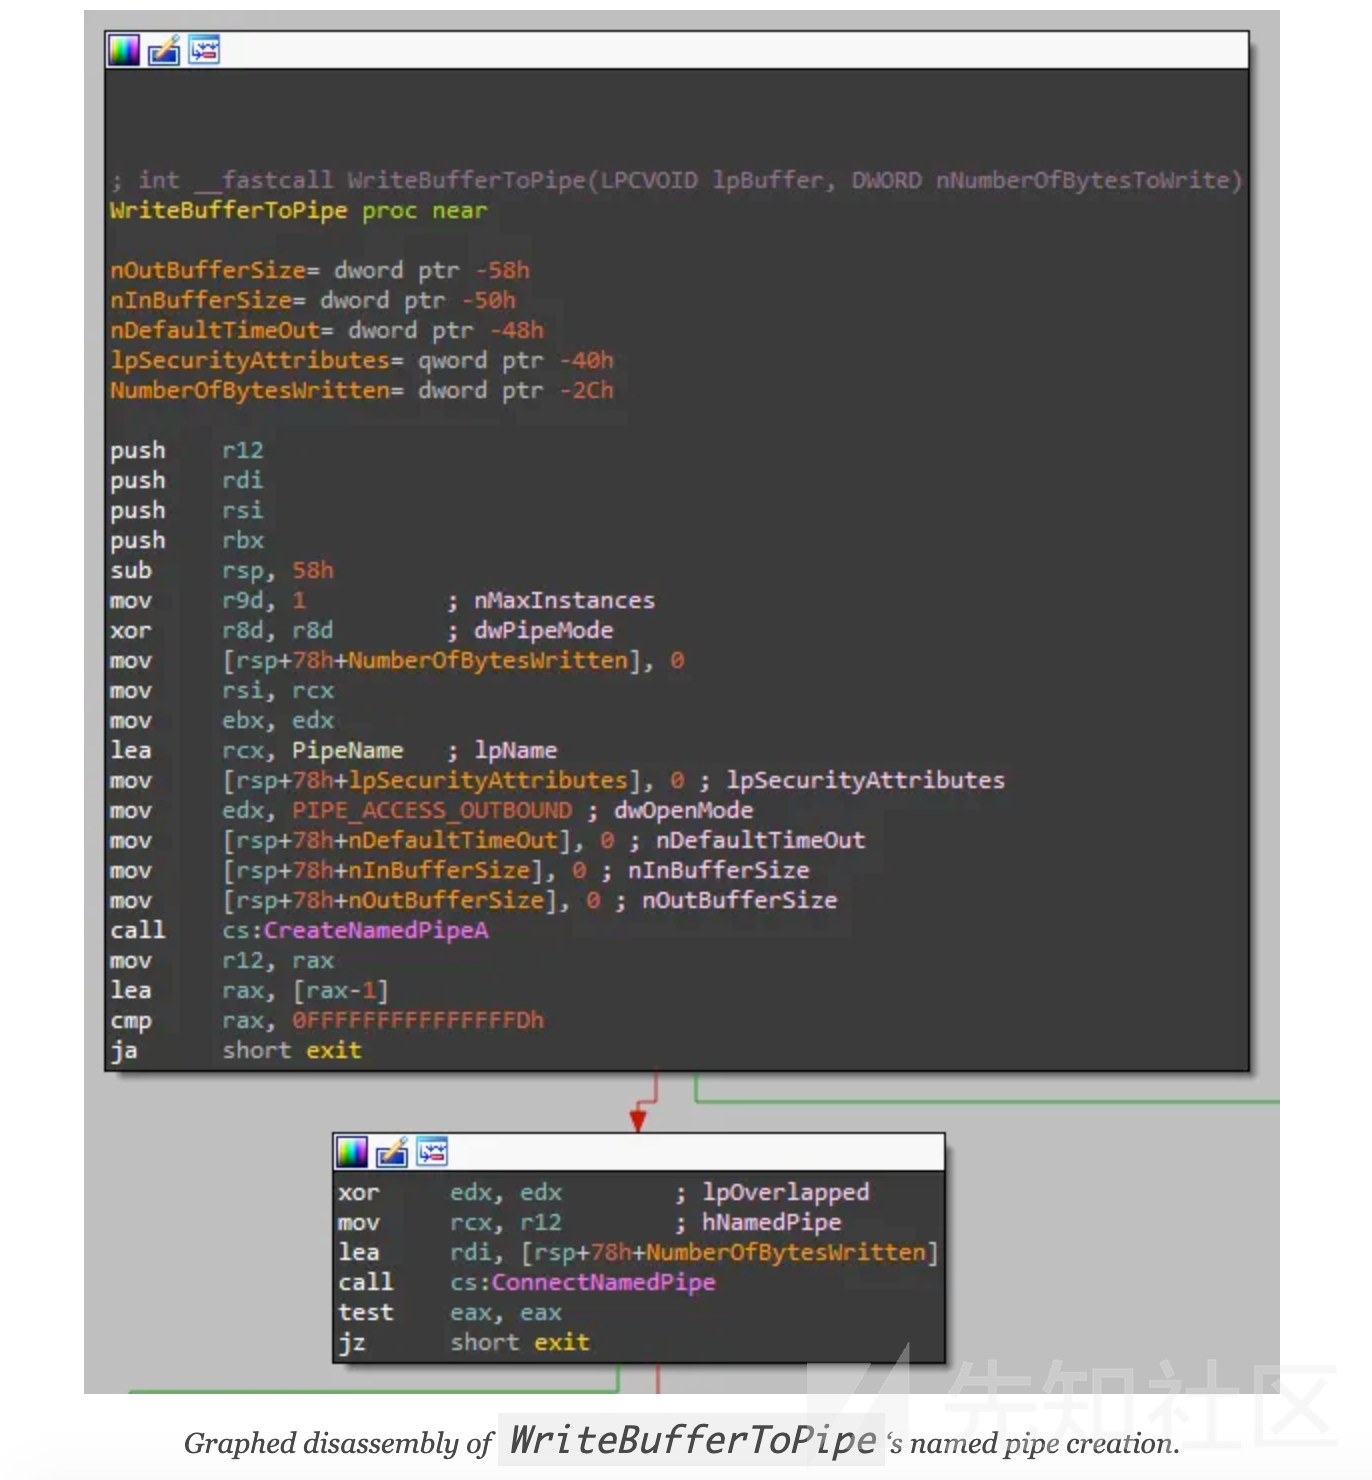 ; int __fastcall WriteBufferToPipe(LPCVOID lpBuffer, DWORD nNumberOfBytesToWrite)
WriteBufferToPipe proc near
nOutBufferSize= dword ptr -58h
nInBufferSize= dword ptr -50h
nDefaultTimeOut= dword ptr -48h
lpSecurityAttributes= qword ptr -40h
NumberOfBytesWritten= dword ptr -2Ch
push r12
push rdi
push rsi
push rbx
sub rsp, 58h
mov r9d, 1 ; nMaxInstances
xor r8d, r8d ; dwPipeMode
mov [rsp+78h+NumberOfBytesWritten], 0
mov rsi, rcx
mov ebx, edx
lea rcx, PipeName ; lpName
mov [rsp+78h+lpSecurityAttributes], 0 ; lpSecurityAttributes
mov edx, PIPE_ACCESS_OUTBOUND ; dwOpenMode
mov [rsp+78h+nDefaultTimeOut], 0 ; nDefaultTimeOut
mov [rsp+78h+nInBufferSize], 0 ; nInBufferSize
mov [rsp+78h+nOutBufferSize], 0 ; nOutBufferSize
call cs:CreateNamedPipeA
mov r12, rax
lea rax, [rax-1]
cmp rax, 0FFFFFFFFFFFFFFFDh
ja short exit
xor edx, edx ; lpOverlapped
mov rcx, r12 ; hNamedPipe
lea rdi, [rsp+78h+NumberOfBytesWritten]
call cs:ConnectNamedPipe
test eax, eax
jz short exit
先知社区
Graphed disassembly of WriteBufferToPipe 's named pipe creation.